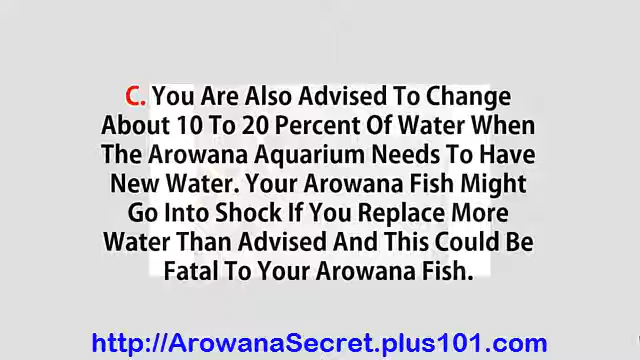 C. You Are Also Advised To Change
About 10 To 20 Percent Of Water When
The Arowana Aquarium Needs To Have
New Water. Your Arowana Fish Might
Go Into Shock If You Replace More
Water Than Advised And This Could Be
Fatal To Your Arowana Fish.
http://ArowanaSecret.plus101.com